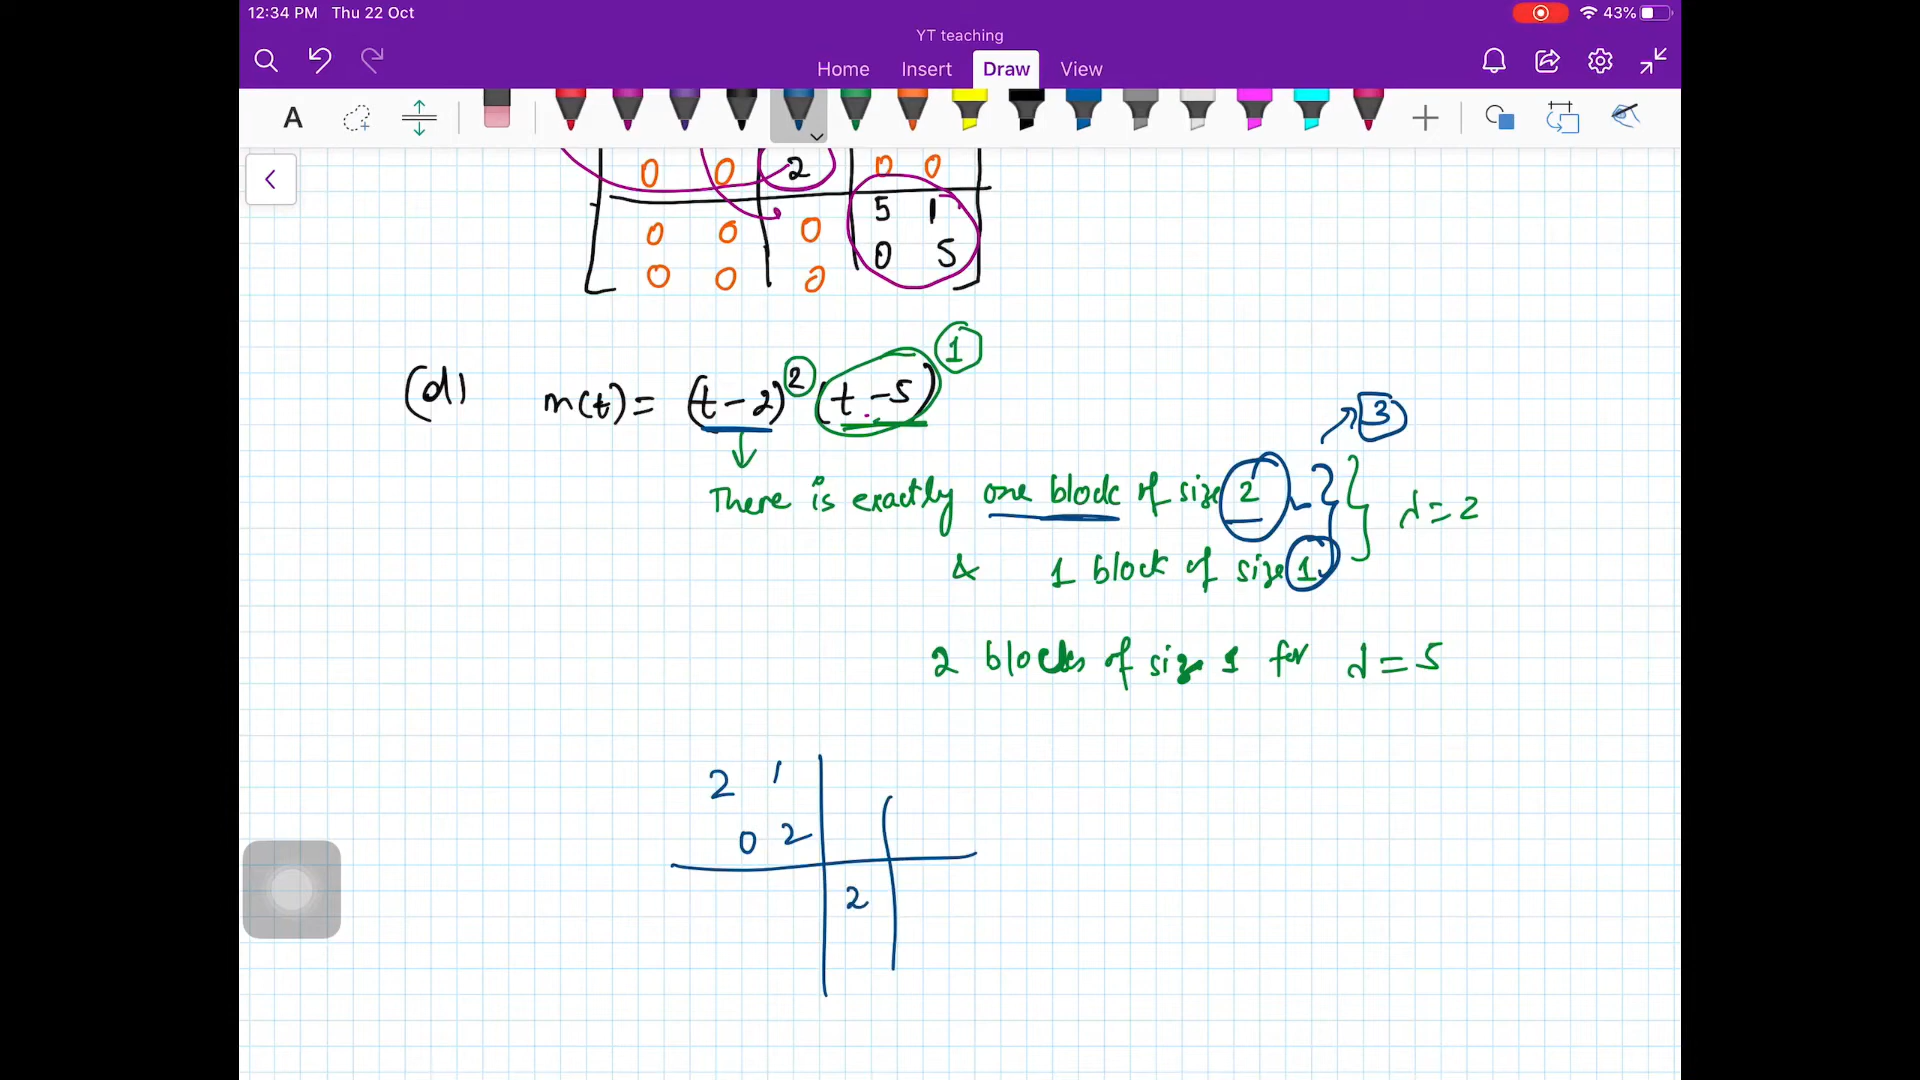 12:34 PM Thu 22 Oct
43%
YT teaching
Home Insert Draw View
A
0 0 2 0 0
5 1
0 0 0
0 5
0 0 0
(d) m(t) = (t - 2)² (t - 5)¹
3
There is exactly one block of size 2
λ = 2
& 1 block of size 1
2 blocks of size 1 for λ = 5
2 1
0 2
2